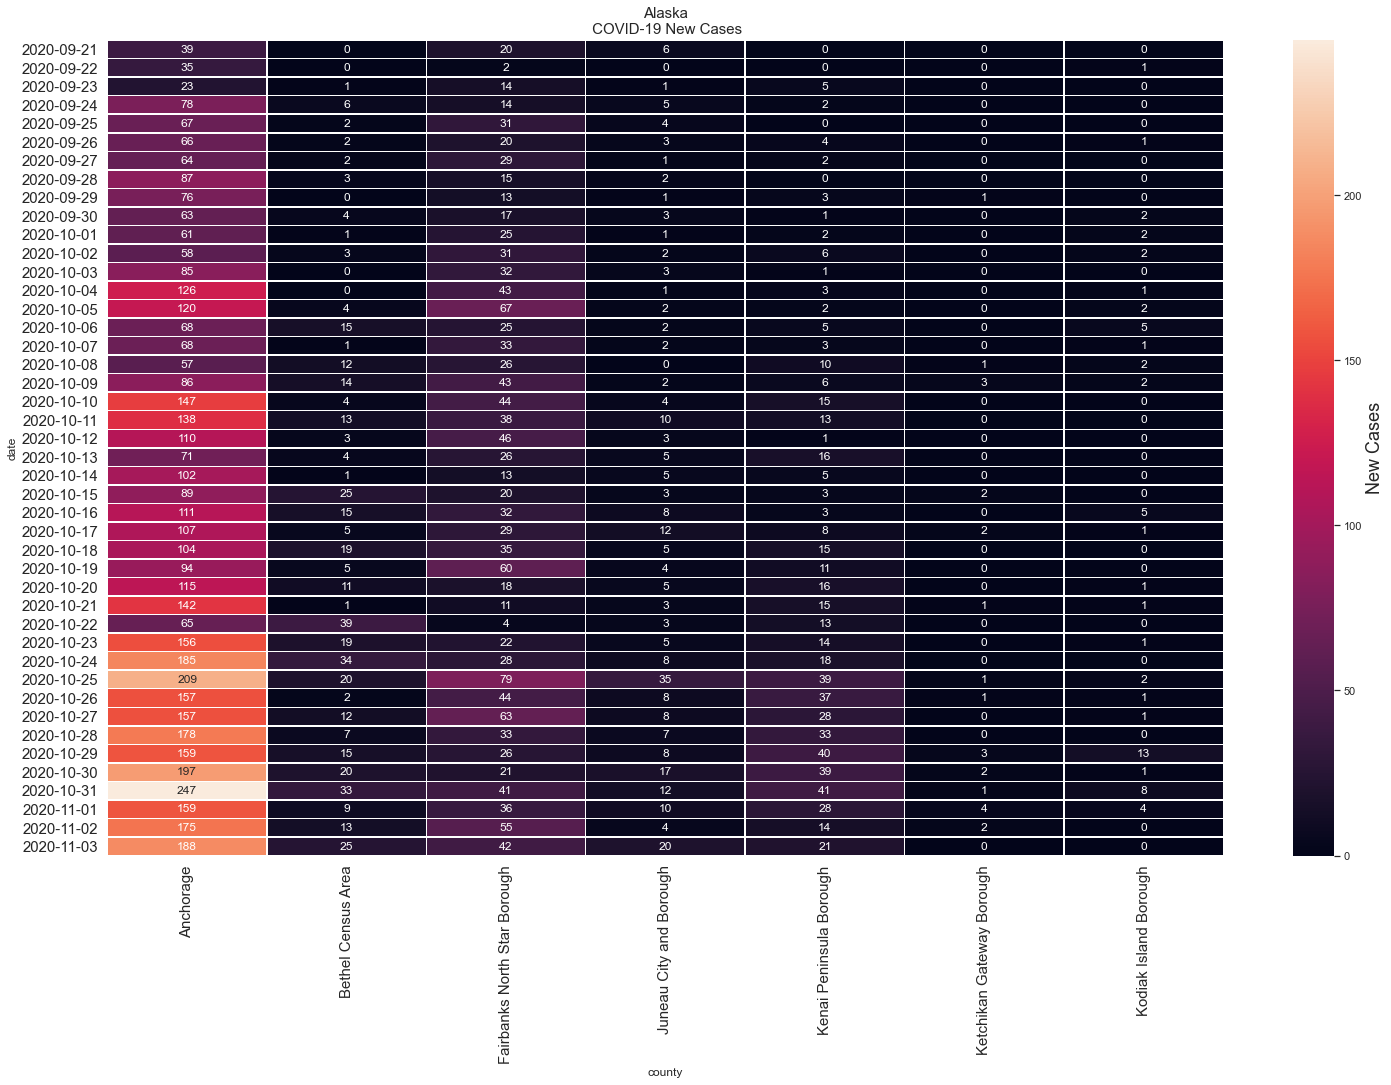 Alaska
COVID-19 New Cases
2020-09-21 39 0 20 6 0 0 0
2020-09-22 35 0 2 0 0 0 1
2020-09-23 23 1 14 1 5 0 0
2020-09-24 78 6 14 5 2 0 0
2020-09-25 67 2 31 4 0 0 0
2020-09-26 66 2 20 3 4 0 1
2020-09-27 64 2 29 1 2 0 0
2020-09-28 87 3 15 2 0 0 0
2020-09-29 76 0 13 1 3 1 0
2020-09-30 63 4 17 3 1 0 2
2020-10-01 61 1 25 1 2 0 2
2020-10-02 58 3 31 2 6 0 2
2020-10-03 85 0 32 3 1 0 0
2020-10-04 126 0 43 1 3 0 1
2020-10-05 120 4 67 2 2 0 2
2020-10-06 68 15 25 2 5 0 5
2020-10-07 68 1 33 2 3 0 1
2020-10-08 57 12 26 0 10 1 2
2020-10-09 86 14 43 2 6 3 2
2020-10-10 147 4 44 4 15 0 0
2020-10-11 138 13 38 10 13 0 0
2020-10-12 110 3 46 3 1 0 0
2020-10-13 71 4 26 5 16 0 0
2020-10-14 102 1 13 5 5 0 0
2020-10-15 89 25 20 3 3 2 0
2020-10-16 111 15 32 8 3 0 5
2020-10-17 107 5 29 12 8 2 1
2020-10-18 104 19 35 5 15 0 0
2020-10-19 94 5 60 4 11 0 0
2020-10-20 115 11 18 5 16 0 1
2020-10-21 142 1 11 3 15 1 1
2020-10-22 65 39 4 3 13 0 0
2020-10-23 156 19 22 5 14 0 1
2020-10-24 185 34 28 8 18 0 0
2020-10-25 209 20 79 35 39 1 2
2020-10-26 157 2 44 8 37 1 1
2020-10-27 157 12 63 8 28 0 1
2020-10-28 178 7 33 7 33 0 0
2020-10-29 159 15 26 8 40 3 13
2020-10-30 197 20 21 17 39 2 1
2020-10-31 247 33 41 12 41 1 8
2020-11-01 159 9 36 10 28 4 4
2020-11-02 175 13 55 4 14 2 0
2020-11-03 188 25 42 20 21 0 0
date
Anchorage
Bethel Census Area
Fairbanks North Star Borough
Juneau City and Borough
Kenai Peninsula Borough
Ketchikan Gateway Borough
Kodiak Island Borough
county
200
150
100
50
0
New Cases